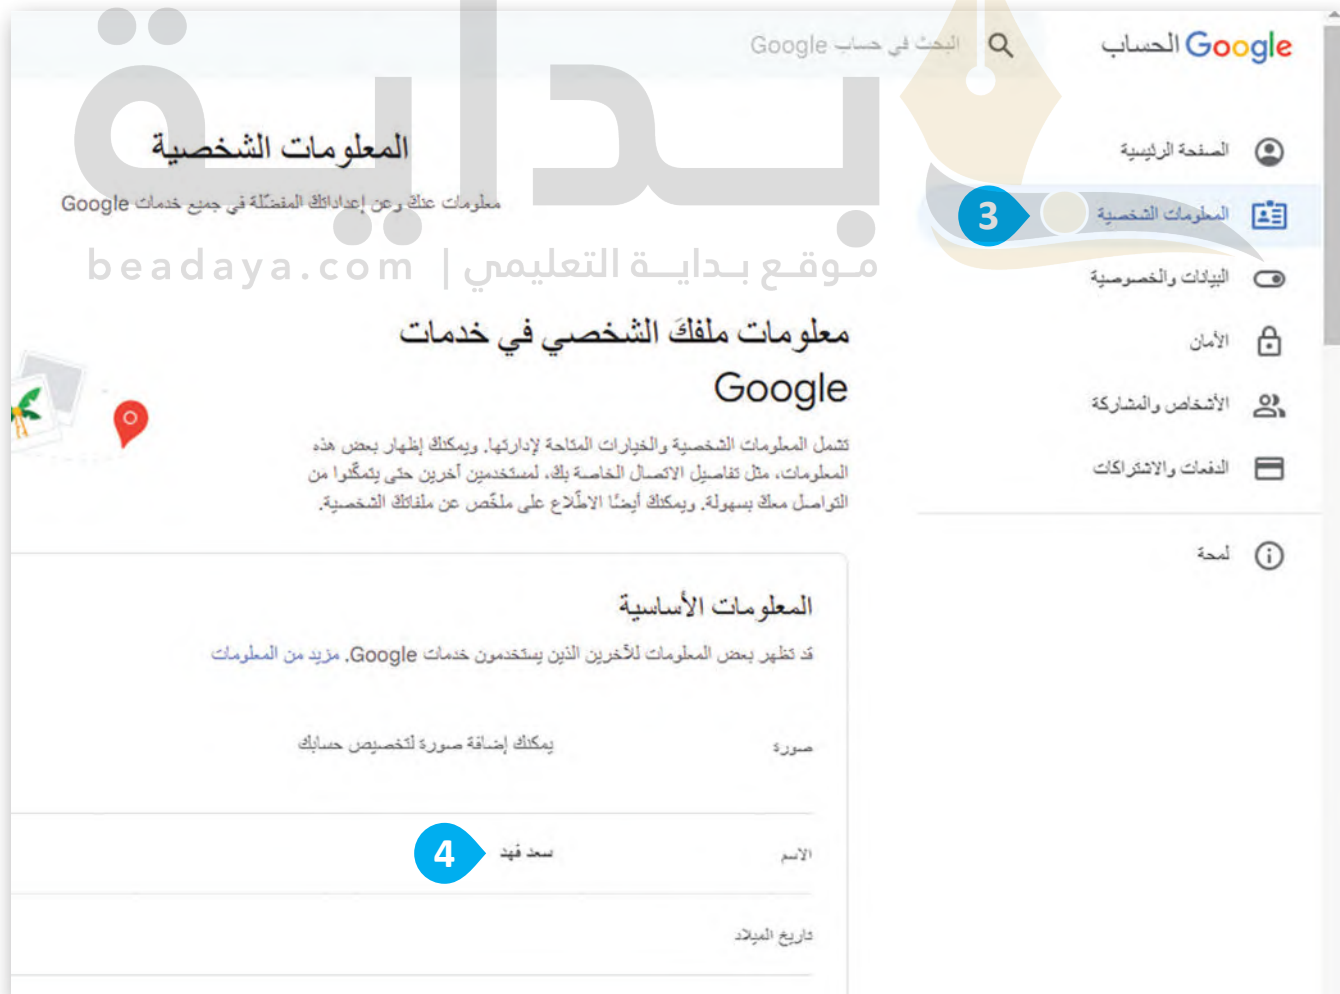 Google الحساب
البحث في حساب Google
الصفحة الرئيسية
المعلومات الشخصية
3
البيانات والخصوصية
الأمان
الأشخاص والمشاركة
الدفعات والاشتراكات
لمحة
المعلومات الشخصية
معلومات عنك وعن إعداداتك المفضّلة في جميع خدمات Google
بداية
موقع بداية التعليمي | beadaya.com
معلومات ملفكَ الشخصي في خدمات
Google
تشمل المعلومات الشخصية والخيارات المتاحة لإدارتها. ويمكنك إظهار بعض هذه
المعلومات، مثل تفاصيل الاتصال الخاصة بك، لمستخدمين آخرين حتى يتمكّنوا من
التواصل معك بسهولة. ويمكنك أيضًا الاطّلاع على ملخّص عن ملفاتك الشخصية.
المعلومات الأساسية
قد تظهر بعض المعلومات للآخرين الذين يستخدمون خدمات Google. مزيد من المعلومات
صورة
يمكنك إضافة صورة لتخصيص حسابك
الاسم
سعد فهد
4
تاريخ الميلاد